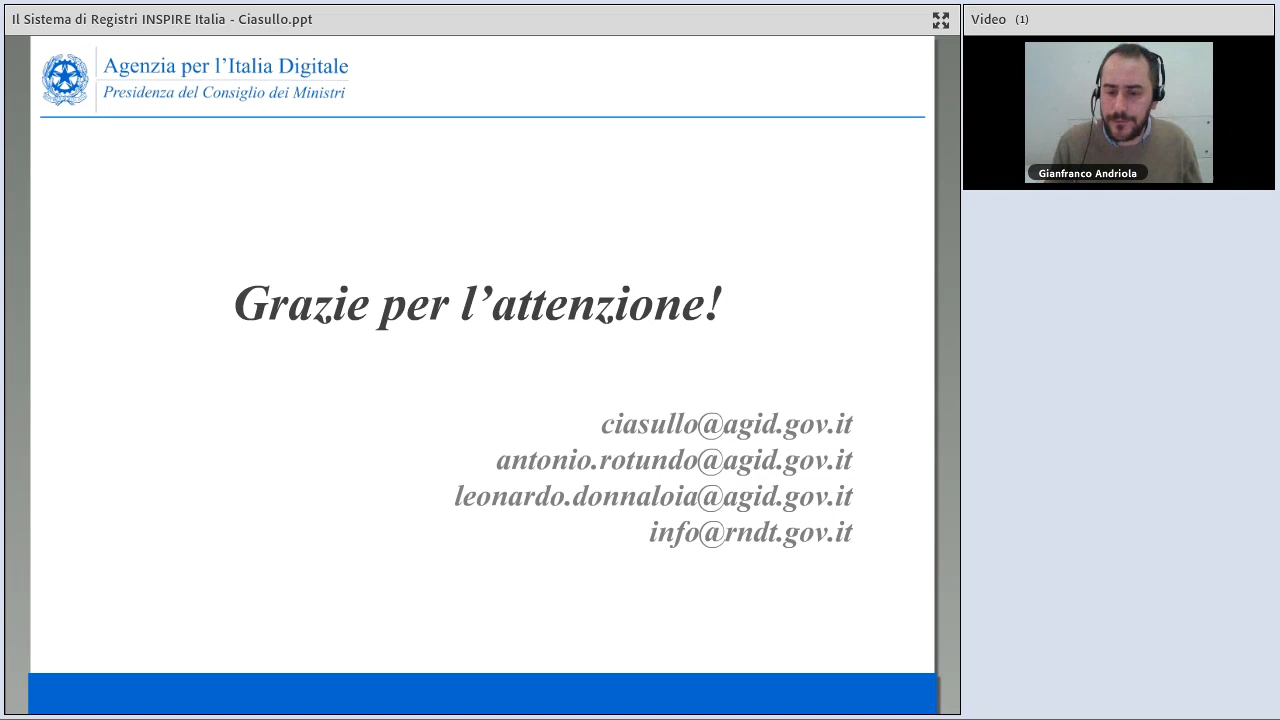 Il Sistema di Registri INSPIRE Italia - Ciasullo.ppt
Video (1)
Agenzia per l’Italia Digitale
Presidenza del Consiglio dei Ministri
Gianfranco Andriola
Grazie per l’attenzione!
ciasullo@agid.gov.it
antonio.rotundo@agid.gov.it
leonardo.donnaloia@agid.gov.it
info@rndt.gov.it